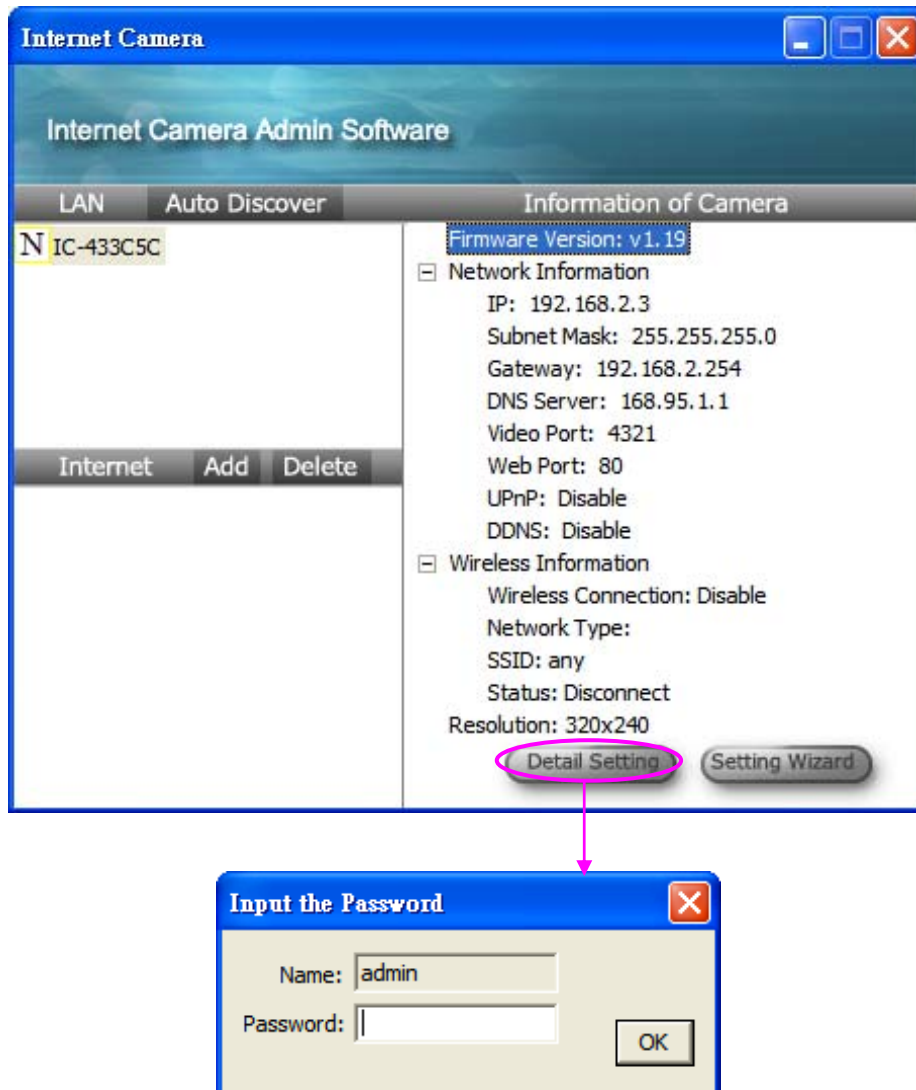 Internet Camera
Internet Camera Admin Software
LAN Auto Discover Information of Camera
N IC-433C5C
Firmware Version: v1.19
Network Information
IP: 192.168.2.3
Subnet Mask: 255.255.255.0
Gateway: 192.168.2.254
DNS Server: 168.95.1.1
Video Port: 4321
Internet Add Delete
Web Port: 80
UPnP: Disable
DDNS: Disable
Wireless Information
Wireless Connection: Disable
Network Type:
SSID: any
Status: Disconnect
Resolution: 320x240
Detail Setting Setting Wizard
Input the Password
Name: admin
Password:
OK